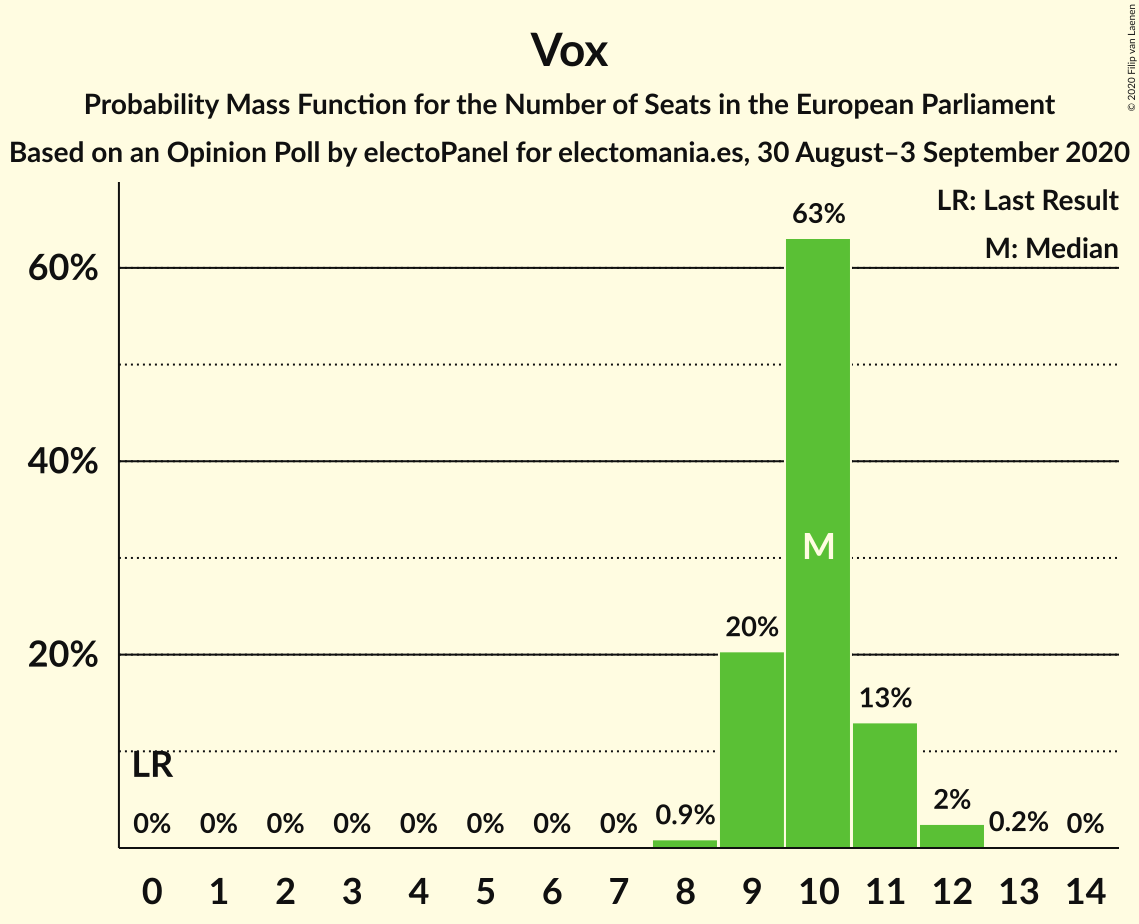 Vox
Probability Mass Function for the Number of Seats in the European Parliament
Based on an Opinion Poll by electoPanel for electomania.es, 30 August–3 September 2020
© 2020 Filip van Laenen
LR: Last Result
M: Median
63%
60%
40%
M
20%
20%
13%
LR
0% 0% 0% 0% 0% 0% 0% 0% 0.9% 2% 0.2% 0%
0 1 2 3 4 5 6 7 8 9 10 11 12 13 14